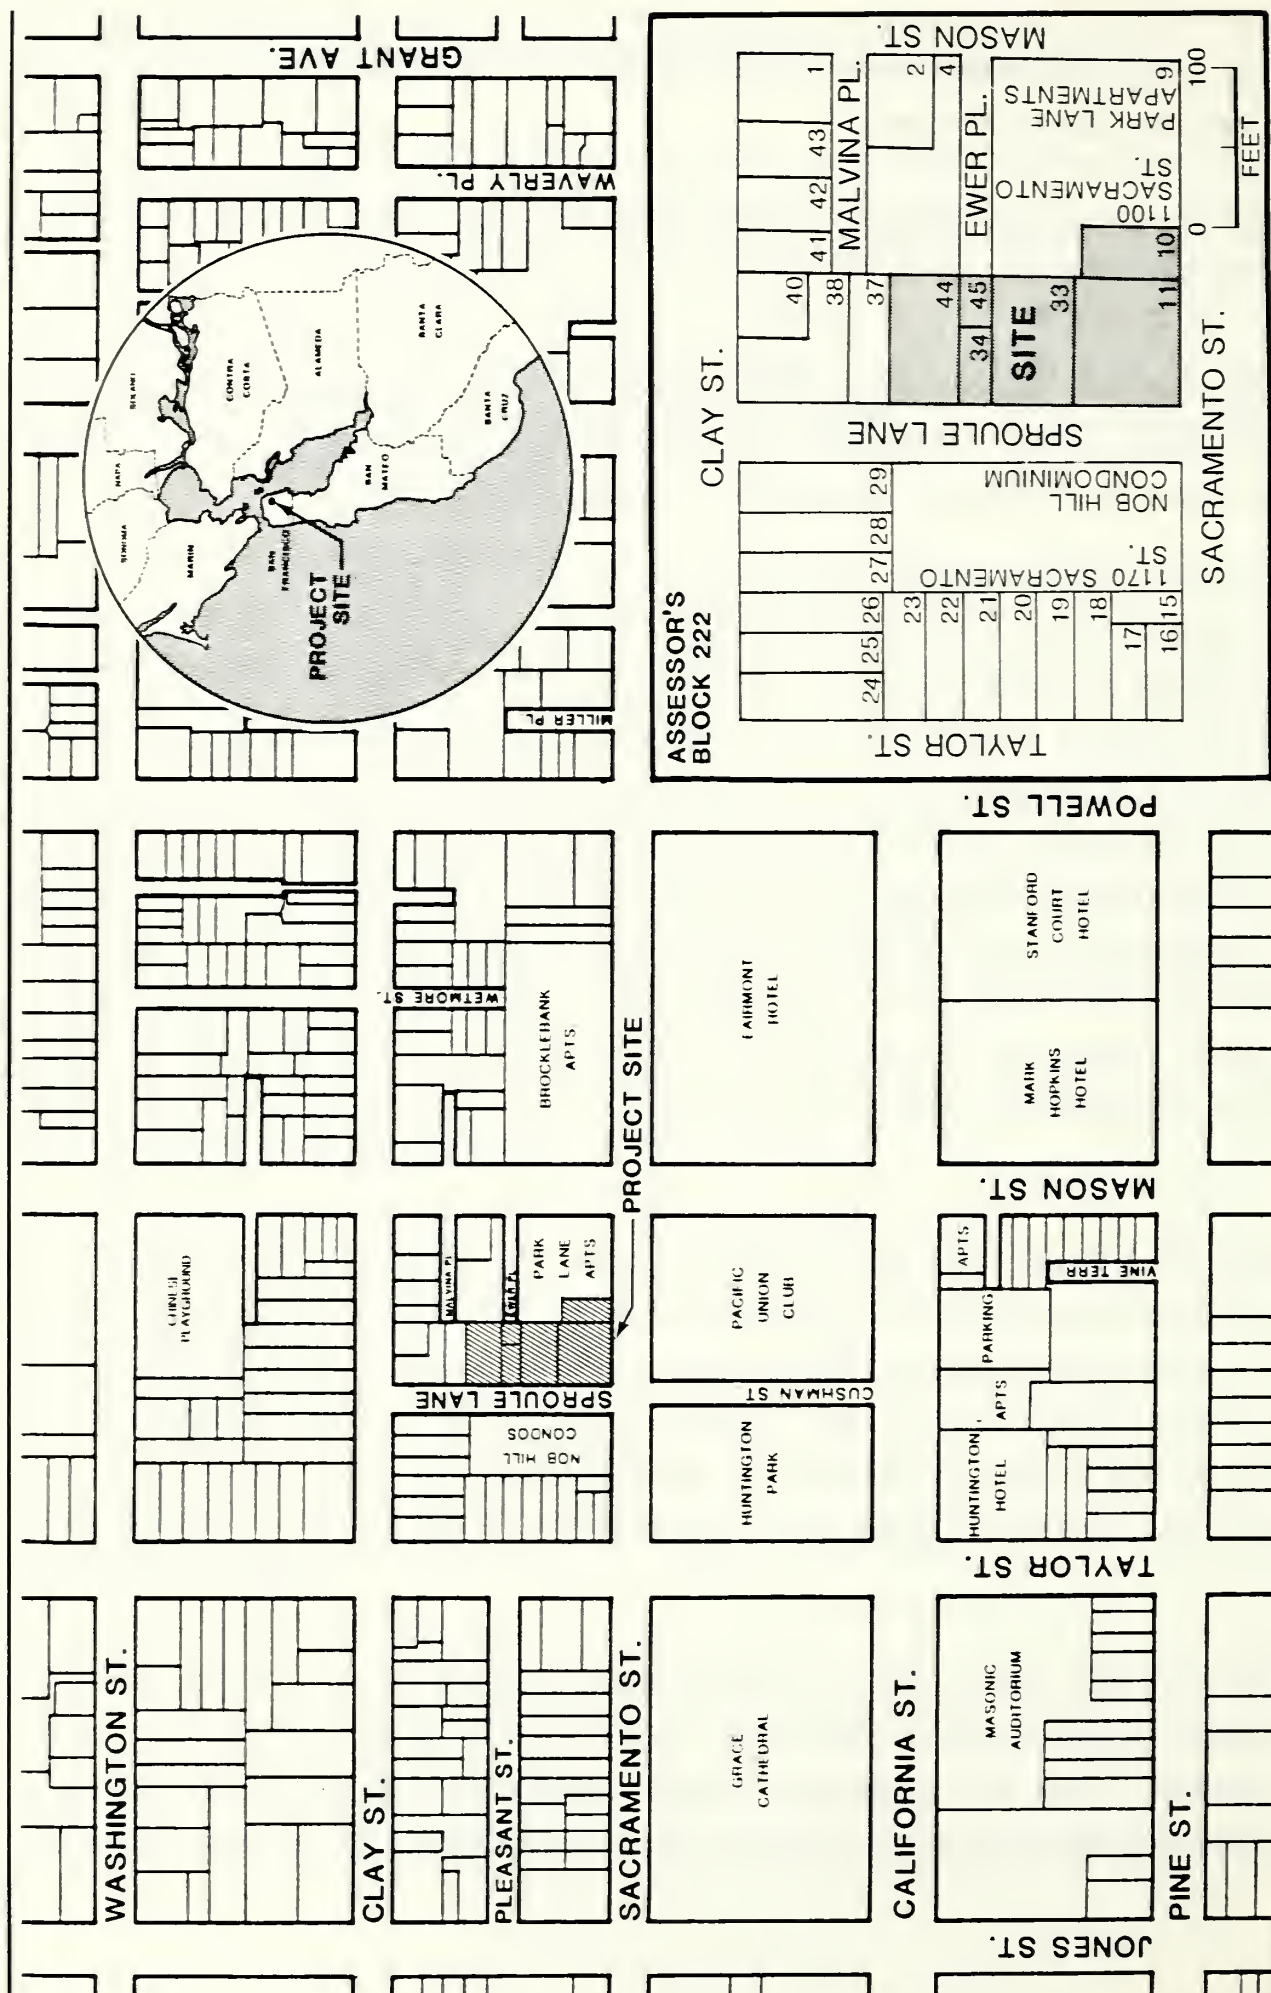 WASHINGTON ST.
CLAY ST.
PLEASANT ST.
SACRAMENTO ST.
CALIFORNIA ST.
PINE ST.
JONES ST.
TAYLOR ST.
MASON ST.
POWELL ST.
GRANT AVE.
WAVERLY PL.
MILLER PL.
WETMORE ST.
SPROULE LANE
CUSHMAN ST
VINE TERR
MALVINA PL
EWER PL
CHINESE
PLAYGROUND
GRACE
CATHEDRAL
MASONIC
AUDITORIUM
NOB HILL
CONDOS
HUNTINGTON
PARK
HUNTINGTON
HOTEL
APTS
PARKING
APTS
PARK
LANE
APTS
PACIFIC
UNION
CLUB
PROJECT SITE
BROCKLEBANK
APTS.
FAIRMONT
HOTEL
MARK
HOPKINS
HOTEL
STANFORD
COURT
HOTEL
SONOMA
NAPA
SOLANO
MARIN
CONTRA
COSTA
ALAMEDA
SAN
FRANCISCO
SAN
MATEO
SANTA
CLARA
SANTA
CRUZ
PROJECT
SITE
ASSESSOR'S
BLOCK 222
CLAY ST.
TAYLOR ST.
SPROULE LANE
MASON ST.
SACRAMENTO ST.
MALVINA PL.
EWER PL.
24 25 26 27 28 29
23
22
21
20
19
18
17
16 15
1170 SACRAMENTO
ST.
NOB HILL
CONDOMINIUM
40
38
37
44
34 45
SITE
33
11 10
41 42 43 1
2
4
1100
SACRAMENTO
ST.
PARK LANE
APARTMENTS
9
0 100
FEET